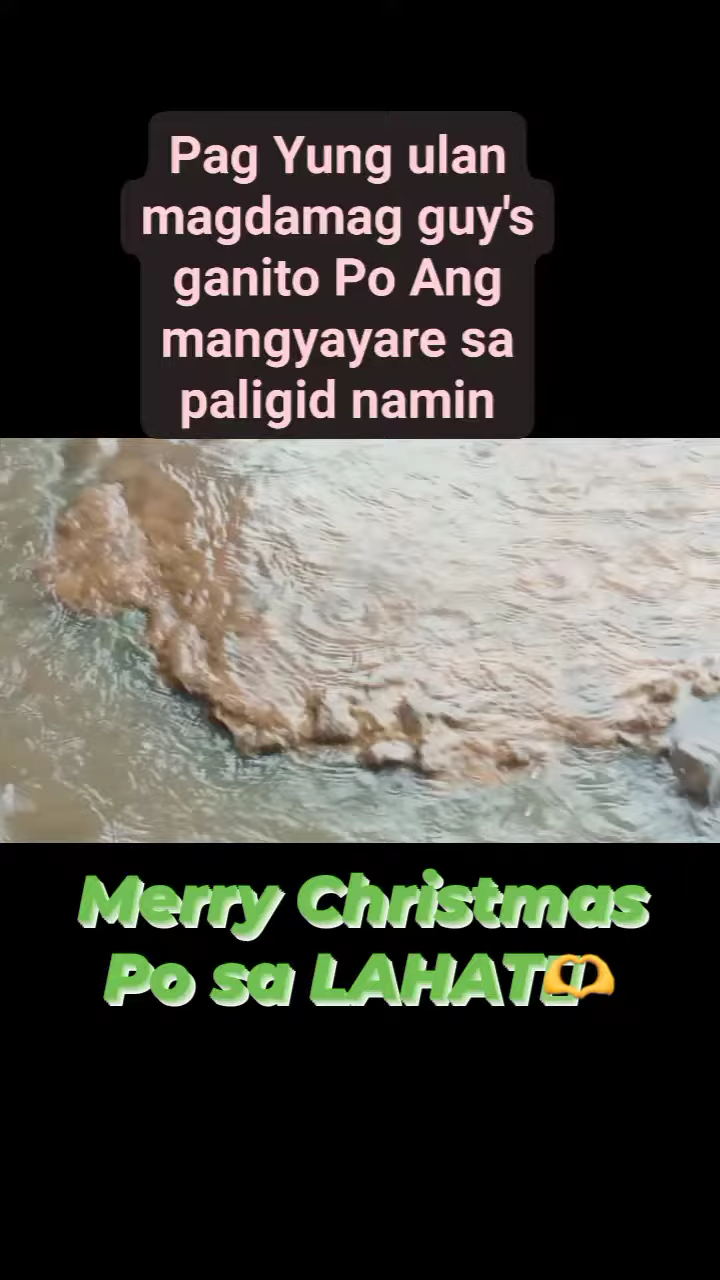 Pag Yung ulan
magdamag guy's
ganito Po Ang
mangyayare sa
paligid namin
Merry Christmas
Po sa LAHAT🫶